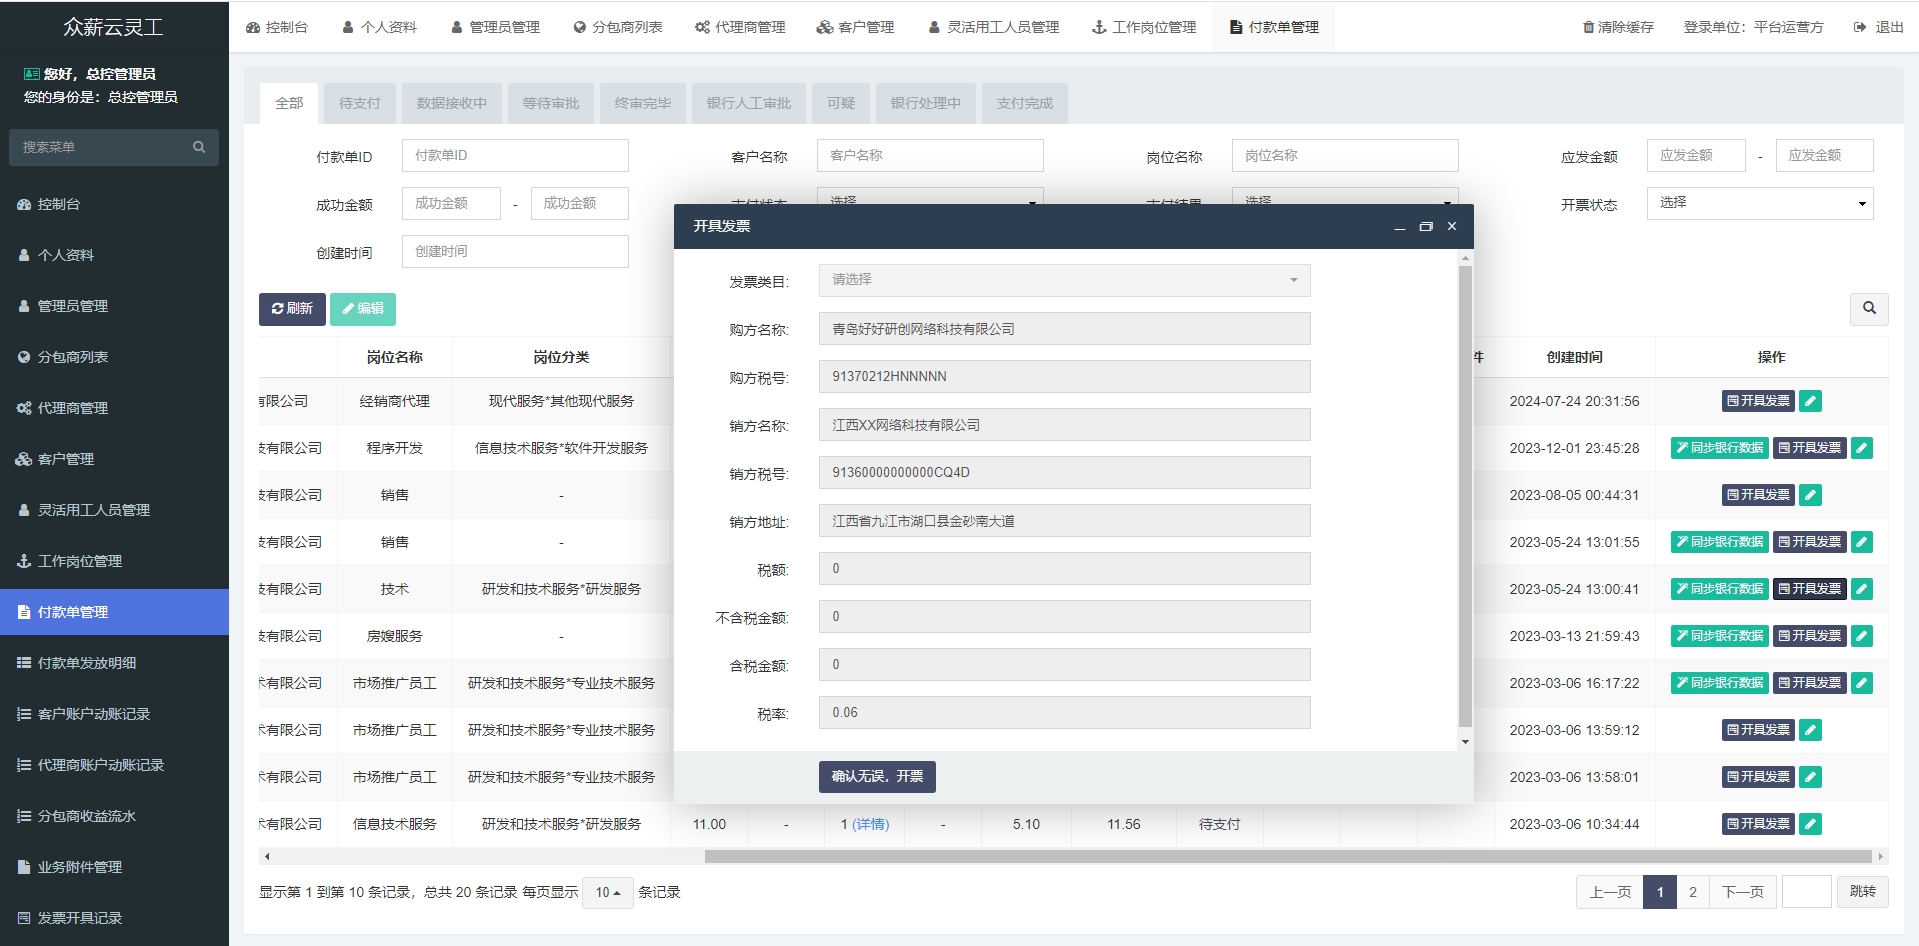 众薪云灵工
您好，总控管理员
您的身份是：总控管理员
搜索菜单
控制台
个人资料
管理员管理
分包商列表
代理商管理
客户管理
灵活用工人员管理
工作岗位管理
付款单管理
付款单发放明细
客户账户动账记录
代理商账户动账记录
分包商收益流水
业务附件管理
发票开具记录
控制台 个人资料 管理员管理 分包商列表 代理商管理 客户管理 灵活用工人员管理 工作岗位管理 付款单管理 清除缓存 登录单位：平台运营方 退出
全部 待支付 数据接收中 等待审批 终审完毕 银行人工审批 可疑 银行处理中 支付完成
付款单ID 付款单ID 客户名称 客户名称 岗位名称 岗位名称 应发金额 应发金额 - 应发金额
成功金额 成功金额 - 成功金额 支付状态 选择 支付结果 选择 开票状态 选择
创建时间 创建时间
刷新 编辑
岗位名称 岗位分类 件 创建时间 操作
有限公司 经销商代理 现代服务*其他现代服务 2024-07-24 20:31:56 开具发票
技有限公司 程序开发 信息技术服务*软件开发服务 2023-12-01 23:45:28 同步银行数据 开具发票
技有限公司 销售 - 2023-08-05 00:44:31 开具发票
技有限公司 销售 - 2023-05-24 13:01:55 同步银行数据 开具发票
技有限公司 技术 研发和技术服务*研发服务 2023-05-24 13:00:41 同步银行数据 开具发票
技有限公司 房嫂服务 - 2023-03-13 21:59:43 同步银行数据 开具发票
术有限公司 市场推广员工 研发和技术服务*专业技术服务 2023-03-06 16:17:22 同步银行数据 开具发票
术有限公司 市场推广员工 研发和技术服务*专业技术服务 2023-03-06 13:59:12 开具发票
术有限公司 市场推广员工 研发和技术服务*专业技术服务 2023-03-06 13:58:01 开具发票
术有限公司 信息技术服务 研发和技术服务*研发服务 11.00 - 1 (详情) - 5.10 11.56 待支付 2023-03-06 10:34:44 开具发票
显示第 1 到第 10 条记录，总共 20 条记录 每页显示 10 条记录
上一页 1 2 下一页 跳转
开具发票
发票类目: 请选择
购方名称: 青岛好好研创网络科技有限公司
购方税号: 91370212HNNNNN
销方名称: 江西XX网络科技有限公司
销方税号: 91360000000000CQ4D
销方地址: 江西省九江市湖口县金砂南大道
税额: 0
不含税金额: 0
含税金额: 0
税率: 0.06
确认无误，开票